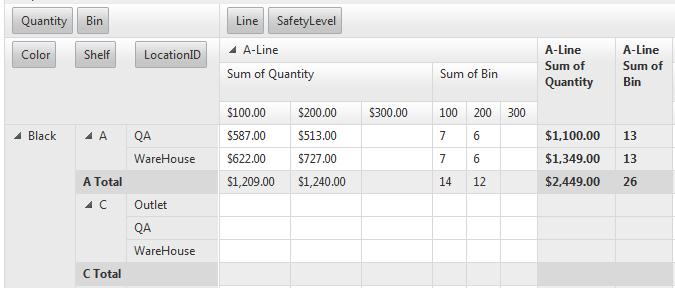 Quantity Bin Line SafetyLevel
Color Shelf LocationID A-Line A-Line Sum of Quantity A-Line Sum of Bin
Sum of Quantity Sum of Bin
$100.00 $200.00 $300.00 100 200 300
Black A QA $587.00 $513.00 7 6 $1,100.00 13
WareHouse $622.00 $727.00 7 6 $1,349.00 13
A Total $1,209.00 $1,240.00 14 12 $2,449.00 26
C Outlet
QA
WareHouse
C Total